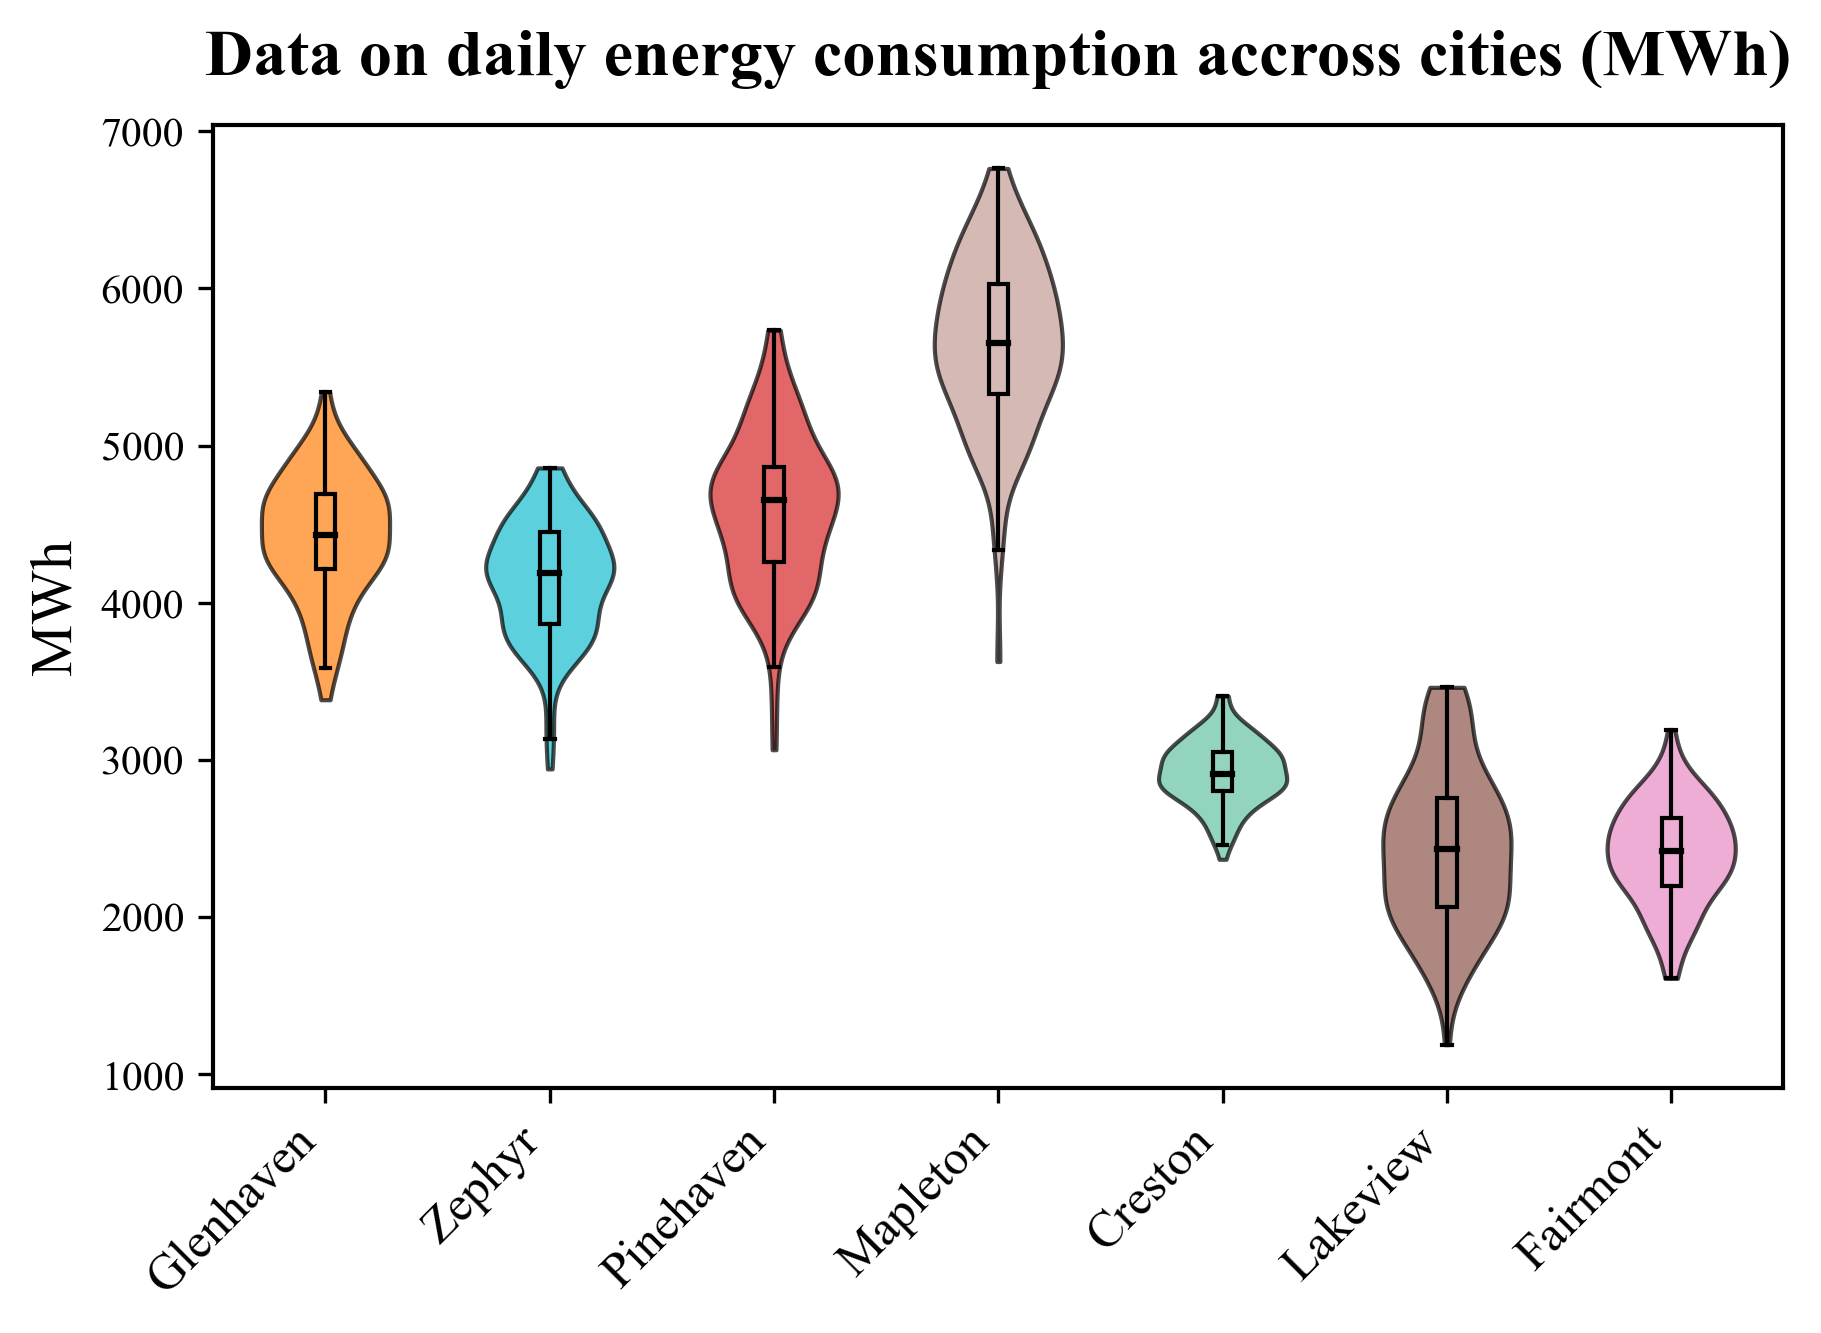 Data on daily energy consumption accross cities (MWh)
7000
6000
5000
4000
3000
2000
1000
MWh
Glenhaven
Zephyr
Pinehaven
Mapleton
Creston
Lakeview
Fairmont